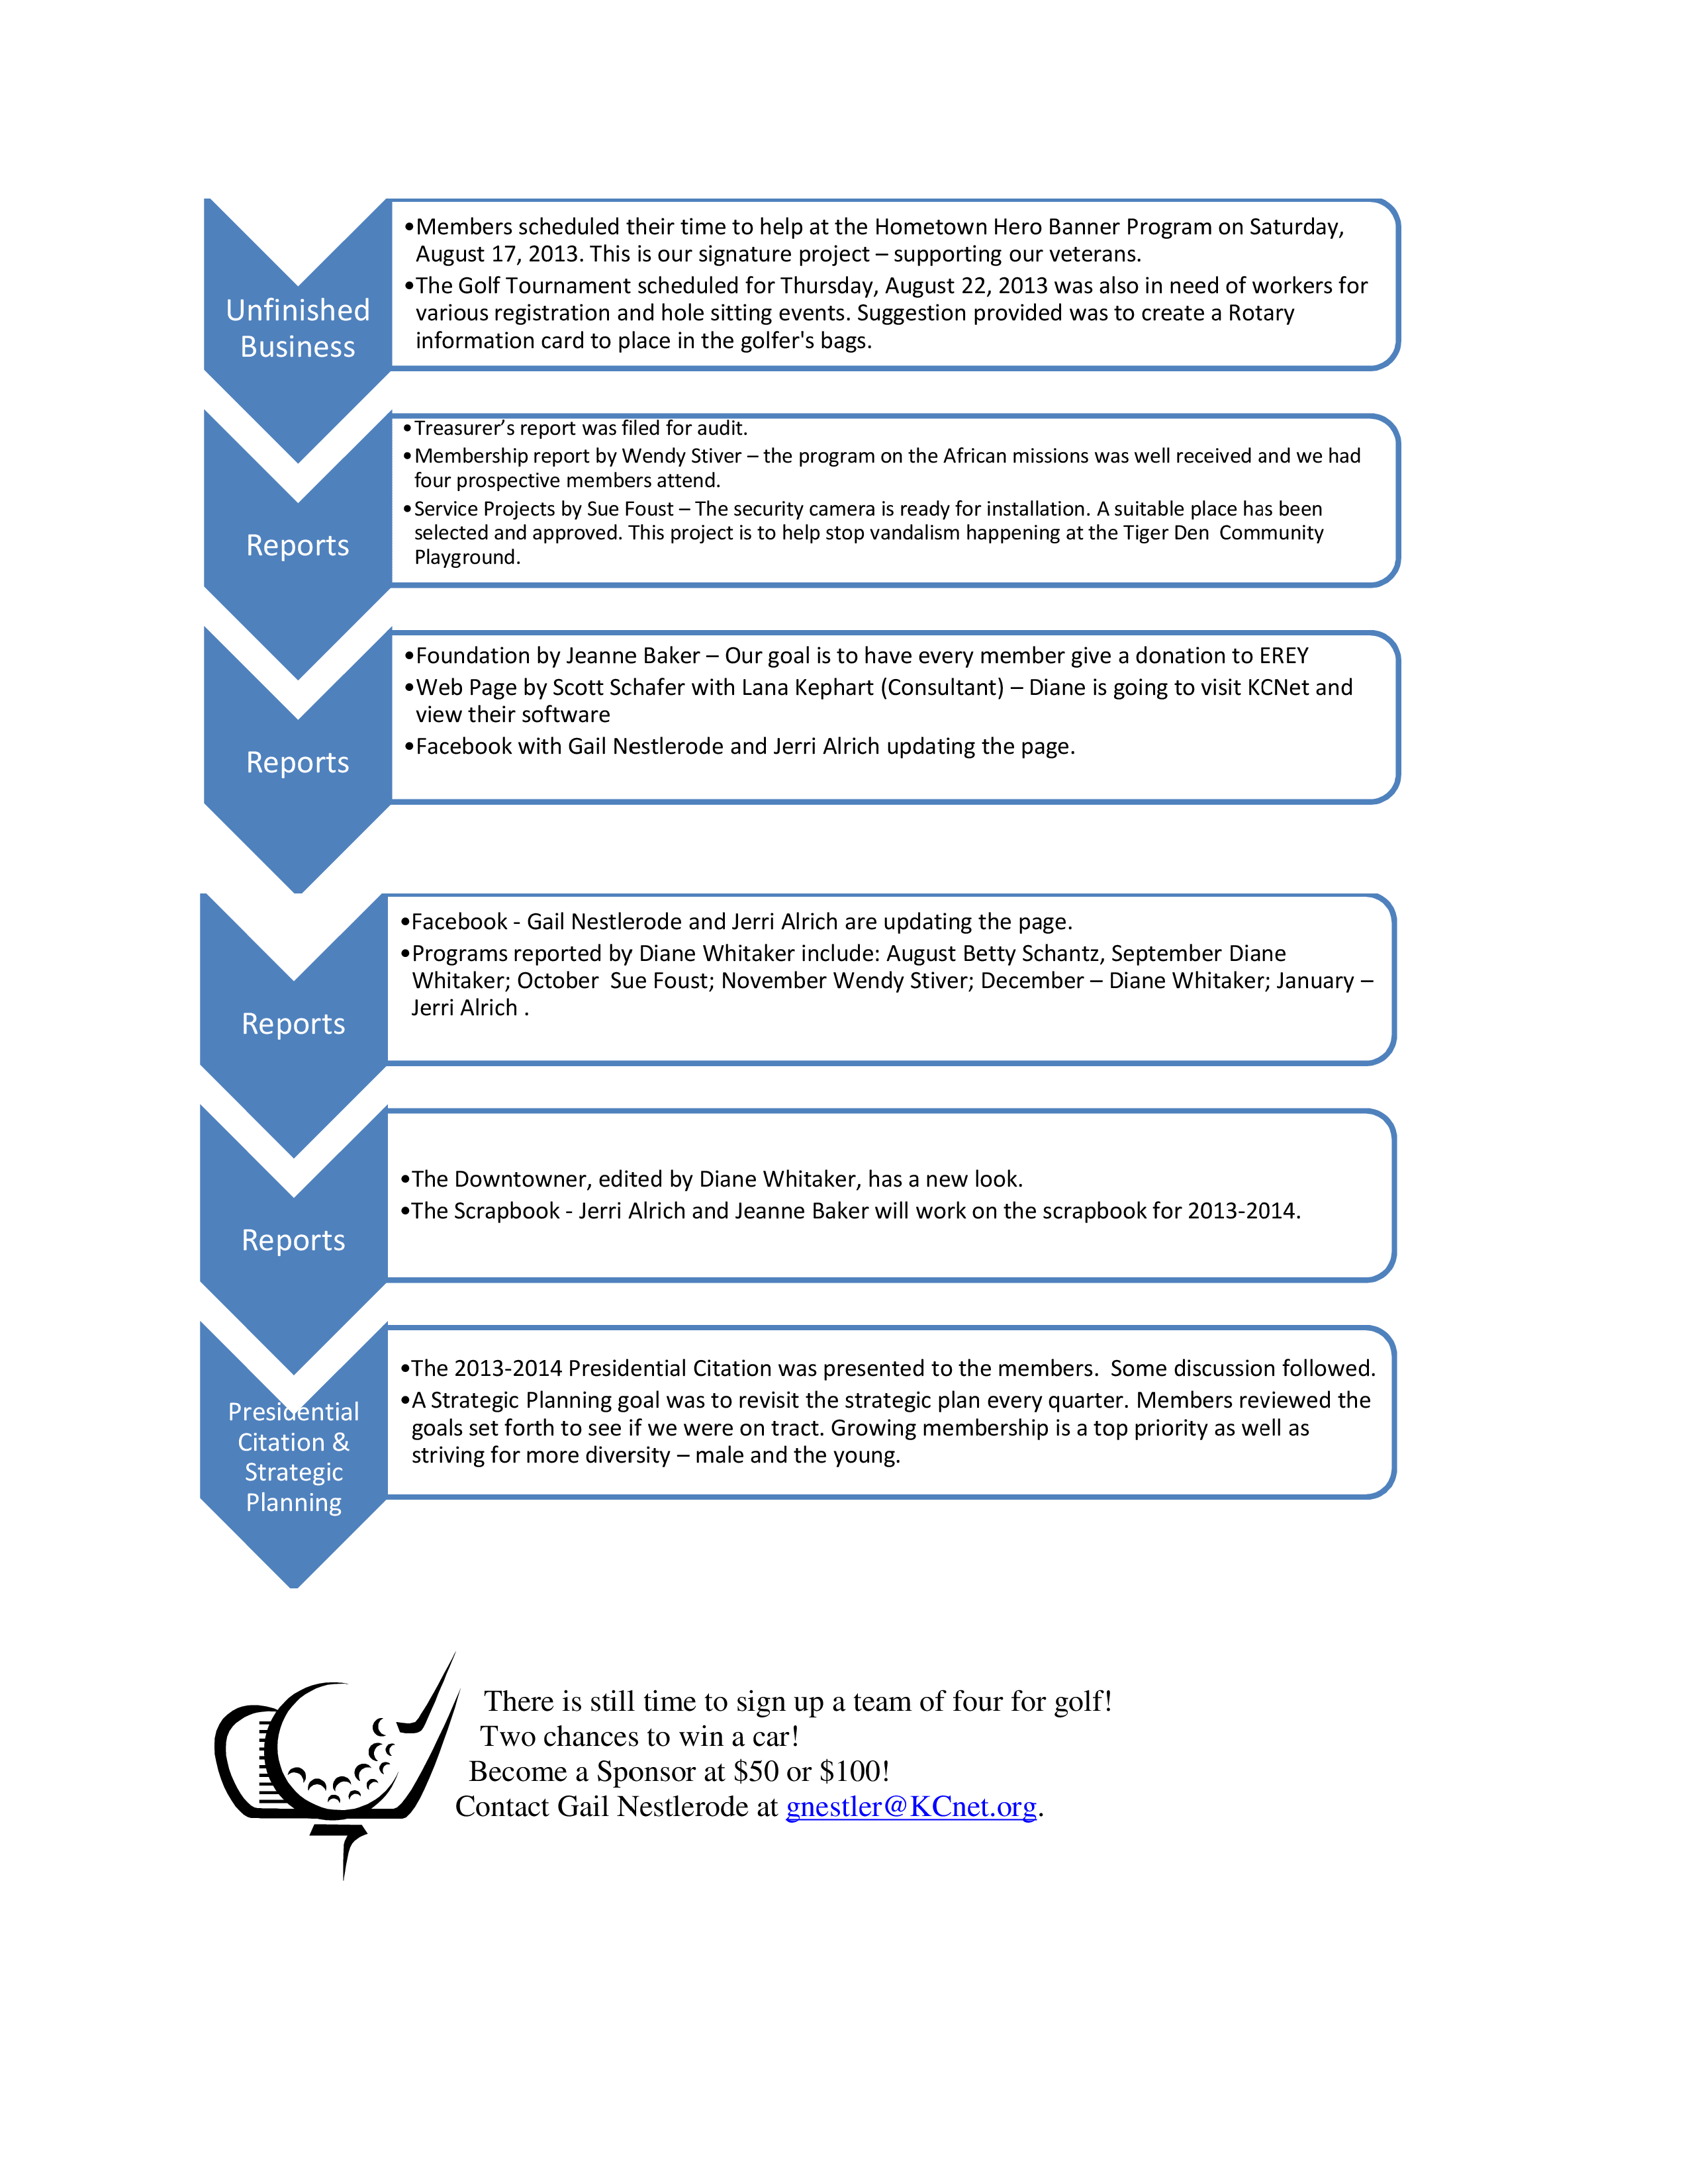 Unfinished
Business
•Members scheduled their time to help at the Hometown Hero Banner Program on Saturday,
August 17, 2013. This is our signature project – supporting our veterans.
•The Golf Tournament scheduled for Thursday, August 22, 2013 was also in need of workers for
various registration and hole sitting events. Suggestion provided was to create a Rotary
information card to place in the golfer's bags.
Reports
•Treasurer’s report was filed for audit.
•Membership report by Wendy Stiver – the program on the African missions was well received and we had
four prospective members attend.
•Service Projects by Sue Foust – The security camera is ready for installation. A suitable place has been
selected and approved. This project is to help stop vandalism happening at the Tiger Den  Community
Playground.
Reports
•Foundation by Jeanne Baker – Our goal is to have every member give a donation to EREY
•Web Page by Scott Schafer with Lana Kephart (Consultant) – Diane is going to visit KCNet and
view their software
•Facebook with Gail Nestlerode and Jerri Alrich updating the page.
Reports
•Facebook - Gail Nestlerode and Jerri Alrich are updating the page.
•Programs reported by Diane Whitaker include: August Betty Schantz, September Diane
Whitaker; October  Sue Foust; November Wendy Stiver; December – Diane Whitaker; January –
Jerri Alrich .
Reports
•The Downtowner, edited by Diane Whitaker, has a new look.
•The Scrapbook - Jerri Alrich and Jeanne Baker will work on the scrapbook for 2013-2014.
Presidential
Citation &
Strategic
Planning
•The 2013-2014 Presidential Citation was presented to the members.  Some discussion followed.
•A Strategic Planning goal was to revisit the strategic plan every quarter. Members reviewed the
goals set forth to see if we were on tract. Growing membership is a top priority as well as
striving for more diversity – male and the young.
There is still time to sign up a team of four for golf!
Two chances to win a car!
Become a Sponsor at $50 or $100!
Contact Gail Nestlerode at gnestler@KCnet.org.